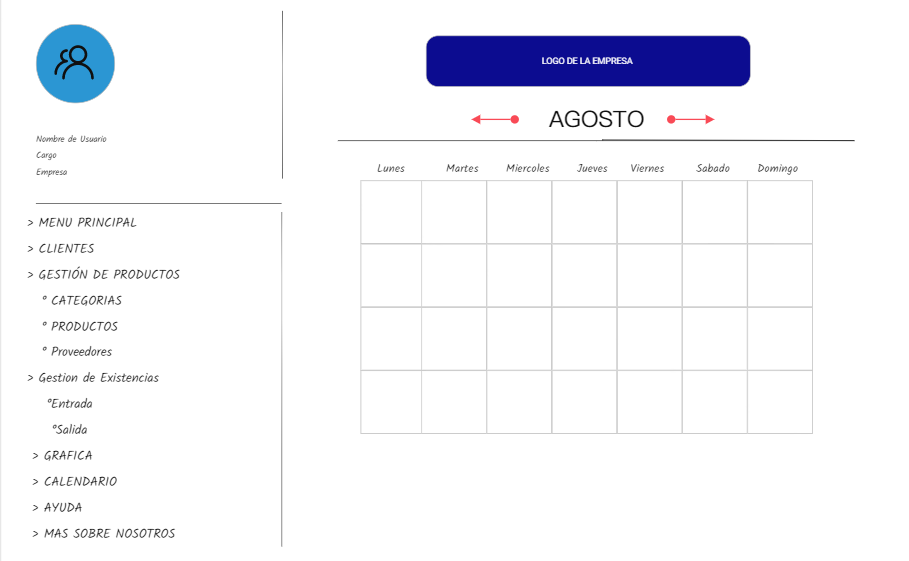 Nombre de Usuario
Cargo
Empresa
> MENU PRINCIPAL
> CLIENTES
> GESTIÓN DE PRODUCTOS
° CATEGORIAS
° PRODUCTOS
° Proveedores
> Gestion de Existencias
°Entrada
°Salida
> GRAFICA
> CALENDARIO
> AYUDA
> MAS SOBRE NOSOTROS
LOGO DE LA EMPRESA
AGOSTO
Lunes Martes Miercoles Jueves Viernes Sabado Domingo